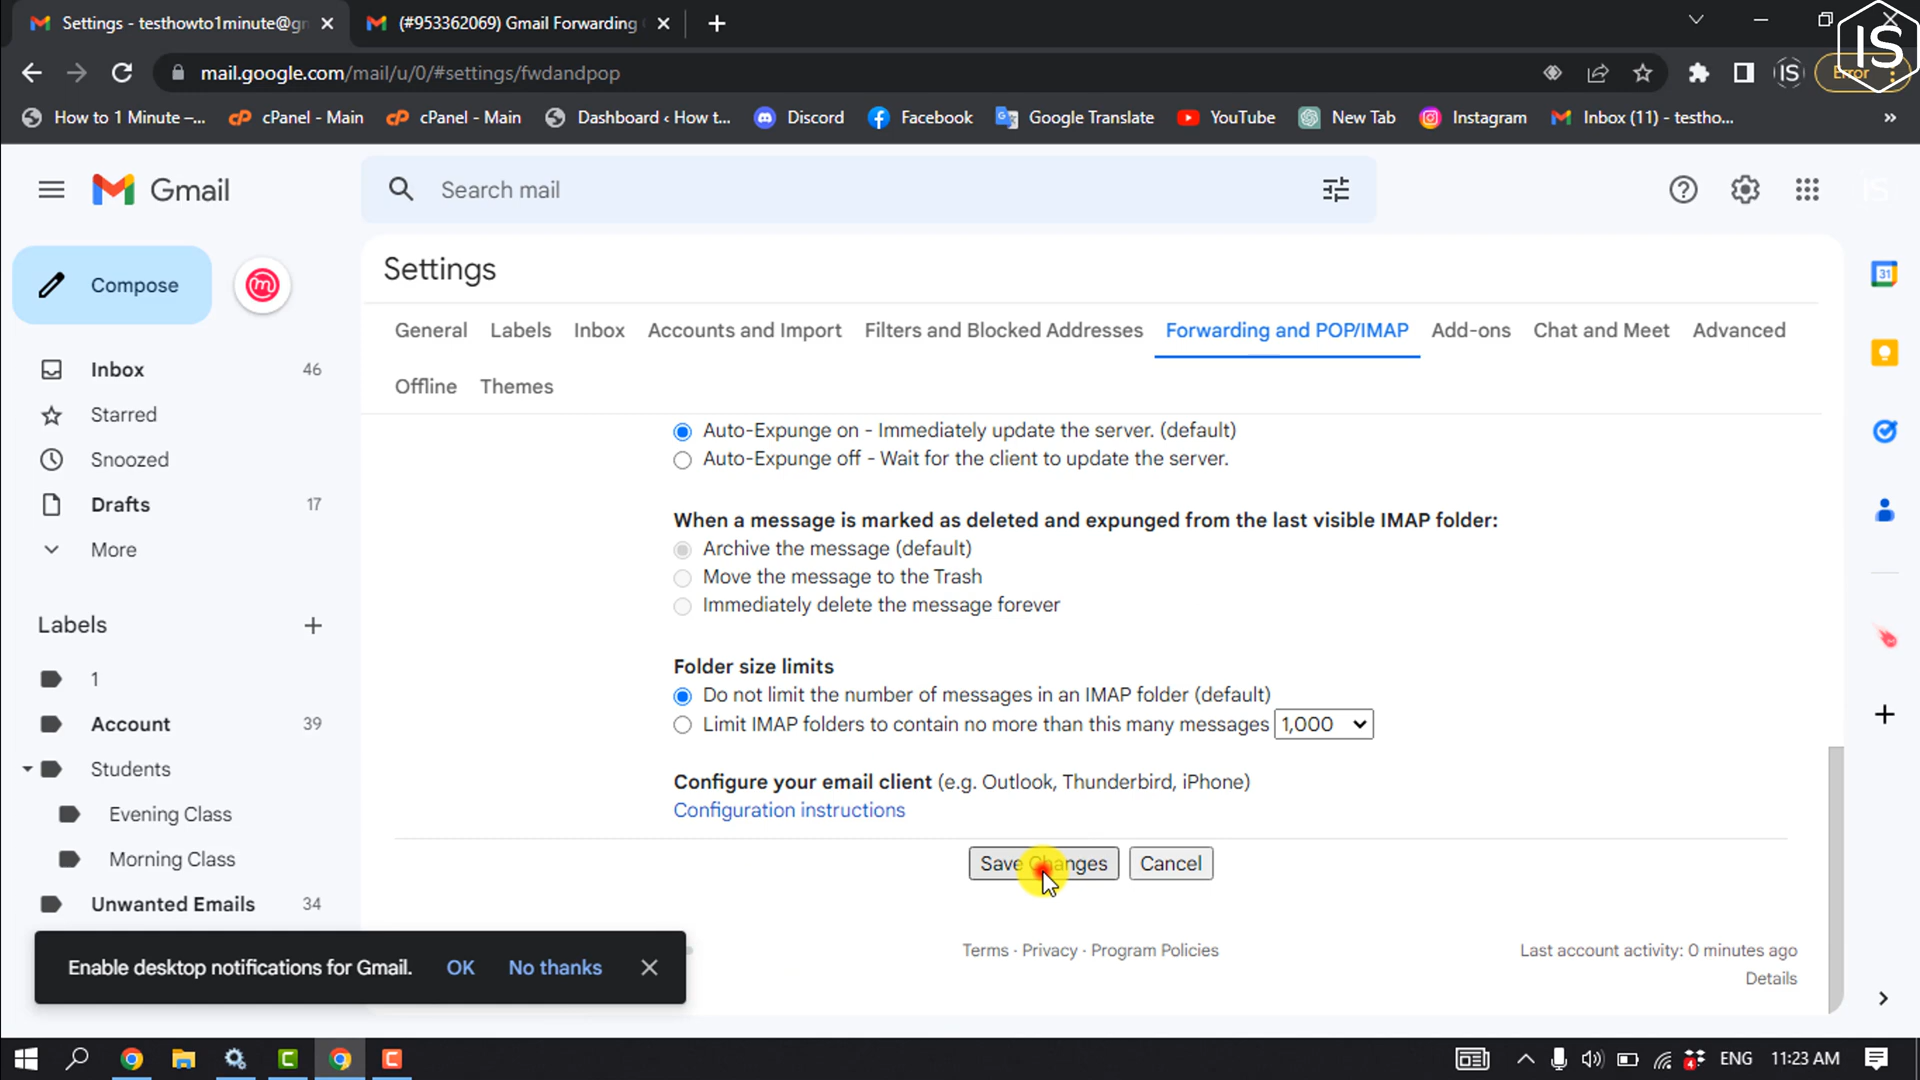 Settings - testhowto1minute@gm
(#953362069) Gmail Forwarding
mail.google.com/mail/u/0/#settings/fwdandpop
IS
Error
How to 1 Minute –... cPanel - Main cPanel - Main Dashboard ‹ How t... Discord Facebook Google Translate YouTube New Tab Instagram Inbox (11) - testho... »
Gmail
Search mail
Compose
Inbox 46
Starred
Snoozed
Drafts 17
More
Labels
1
Account 39
Students
Evening Class
Morning Class
Unwanted Emails 34
Settings
General Labels Inbox Accounts and Import Filters and Blocked Addresses Forwarding and POP/IMAP Add-ons Chat and Meet Advanced
Offline Themes
Auto-Expunge on - Immediately update the server. (default)
Auto-Expunge off - Wait for the client to update the server.
When a message is marked as deleted and expunged from the last visible IMAP folder:
Archive the message (default)
Move the message to the Trash
Immediately delete the message forever
Folder size limits
Do not limit the number of messages in an IMAP folder (default)
Limit IMAP folders to contain no more than this many messages 1,000
Configure your email client (e.g. Outlook, Thunderbird, iPhone)
Configuration instructions
Save Changes Cancel
Terms · Privacy · Program Policies
Last account activity: 0 minutes ago
Details
Enable desktop notifications for Gmail. OK No thanks
31
IS
4
ENG 11:23 AM